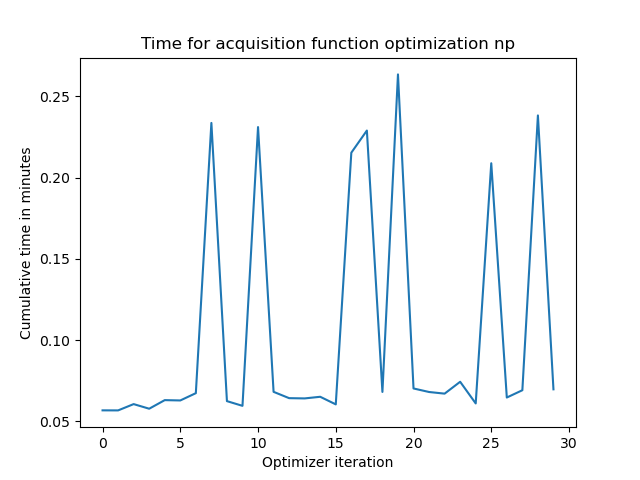 Time for acquisition function optimization np
Cumulative time in minutes
0.25
0.20
0.15
0.10
0.05
0 5 10 15 20 25 30
Optimizer iteration